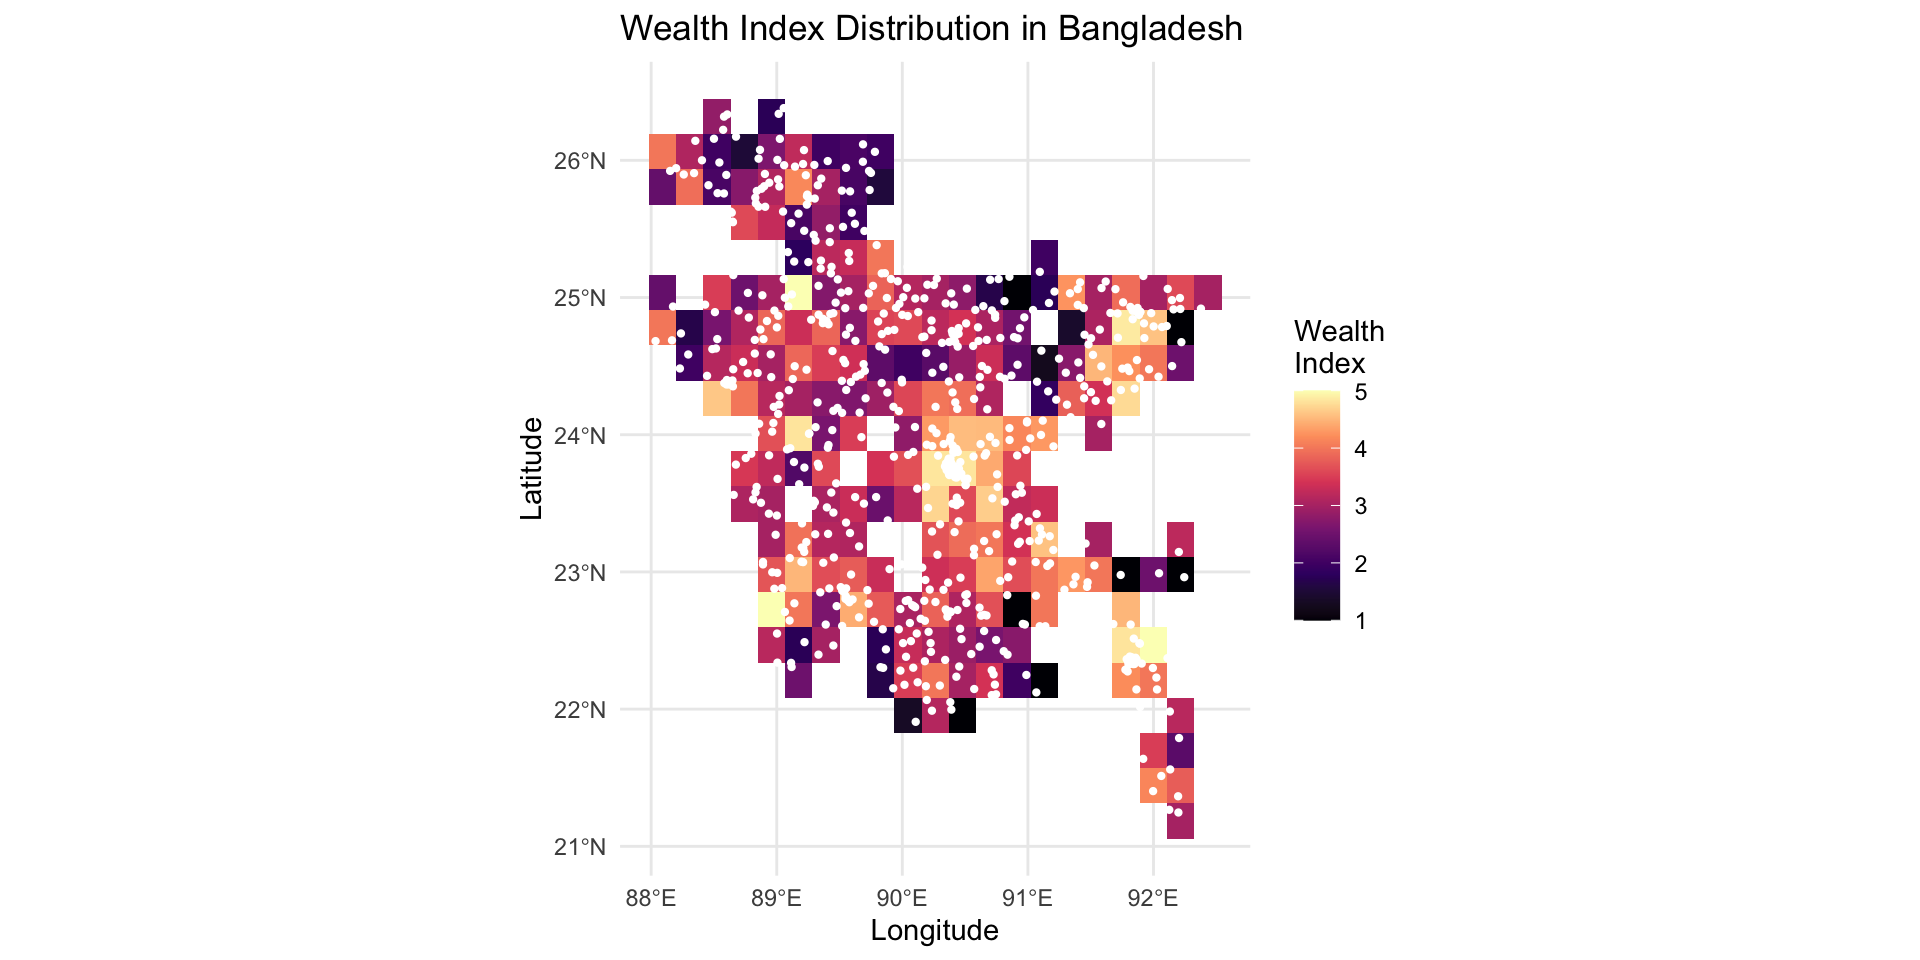 Wealth Index Distribution in Bangladesh
26°N
25°N
24°N
23°N
22°N
21°N
Latitude
88°E
89°E
90°E
91°E
92°E
Longitude
Wealth
Index
5
4
3
2
1